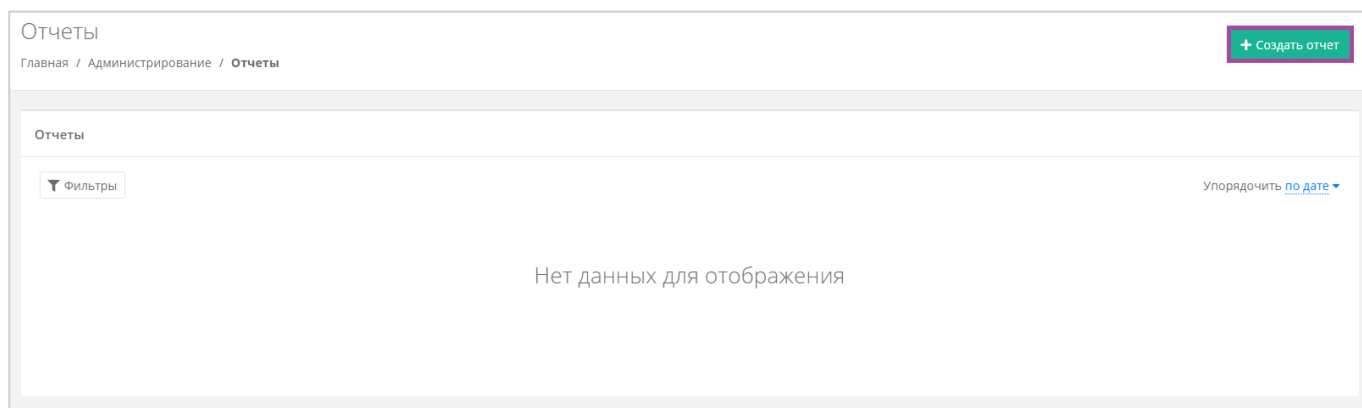 Отчеты
+ Создать отчет
Главная / Администрирование / Отчеты
Отчеты
Фильтры
Упорядочить по дате
Нет данных для отображения